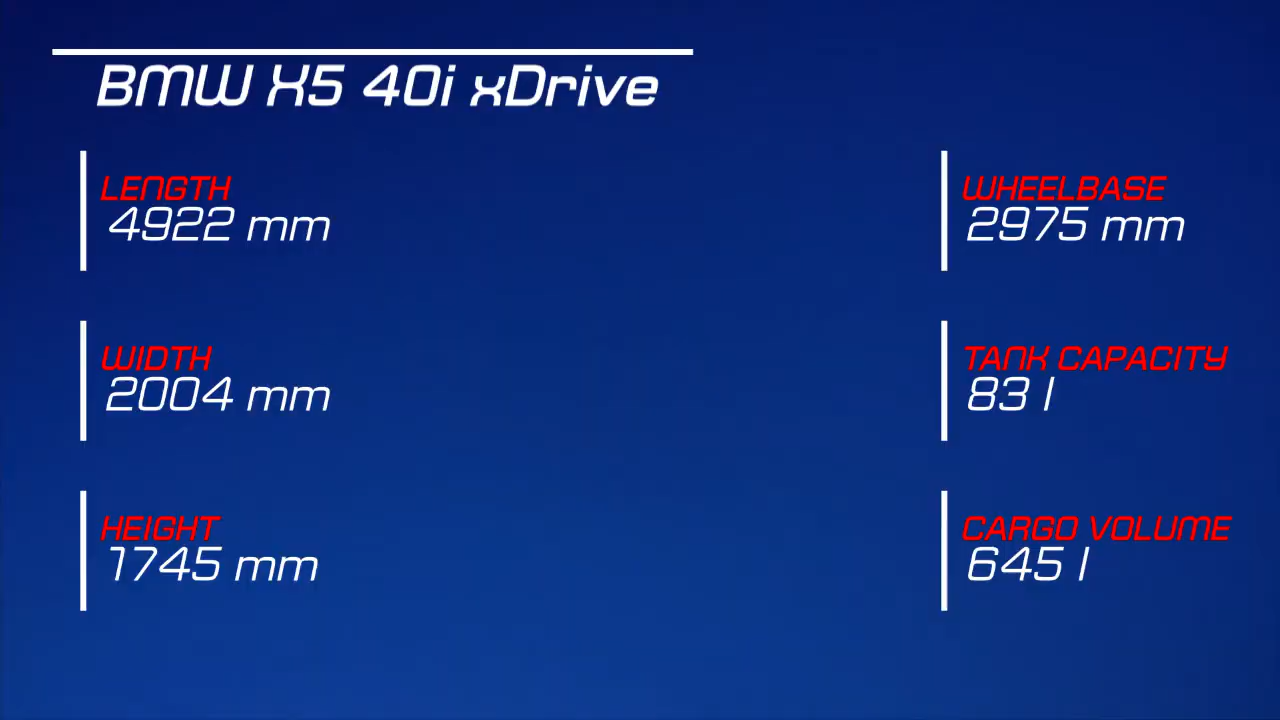 BMW X5 40i xDrive
LENGTH
4922 mm
WIDTH
2004 mm
HEIGHT
1745 mm
WHEELBASE
2975 mm
TANK CAPACITY
83 l
CARGO VOLUME
645 l